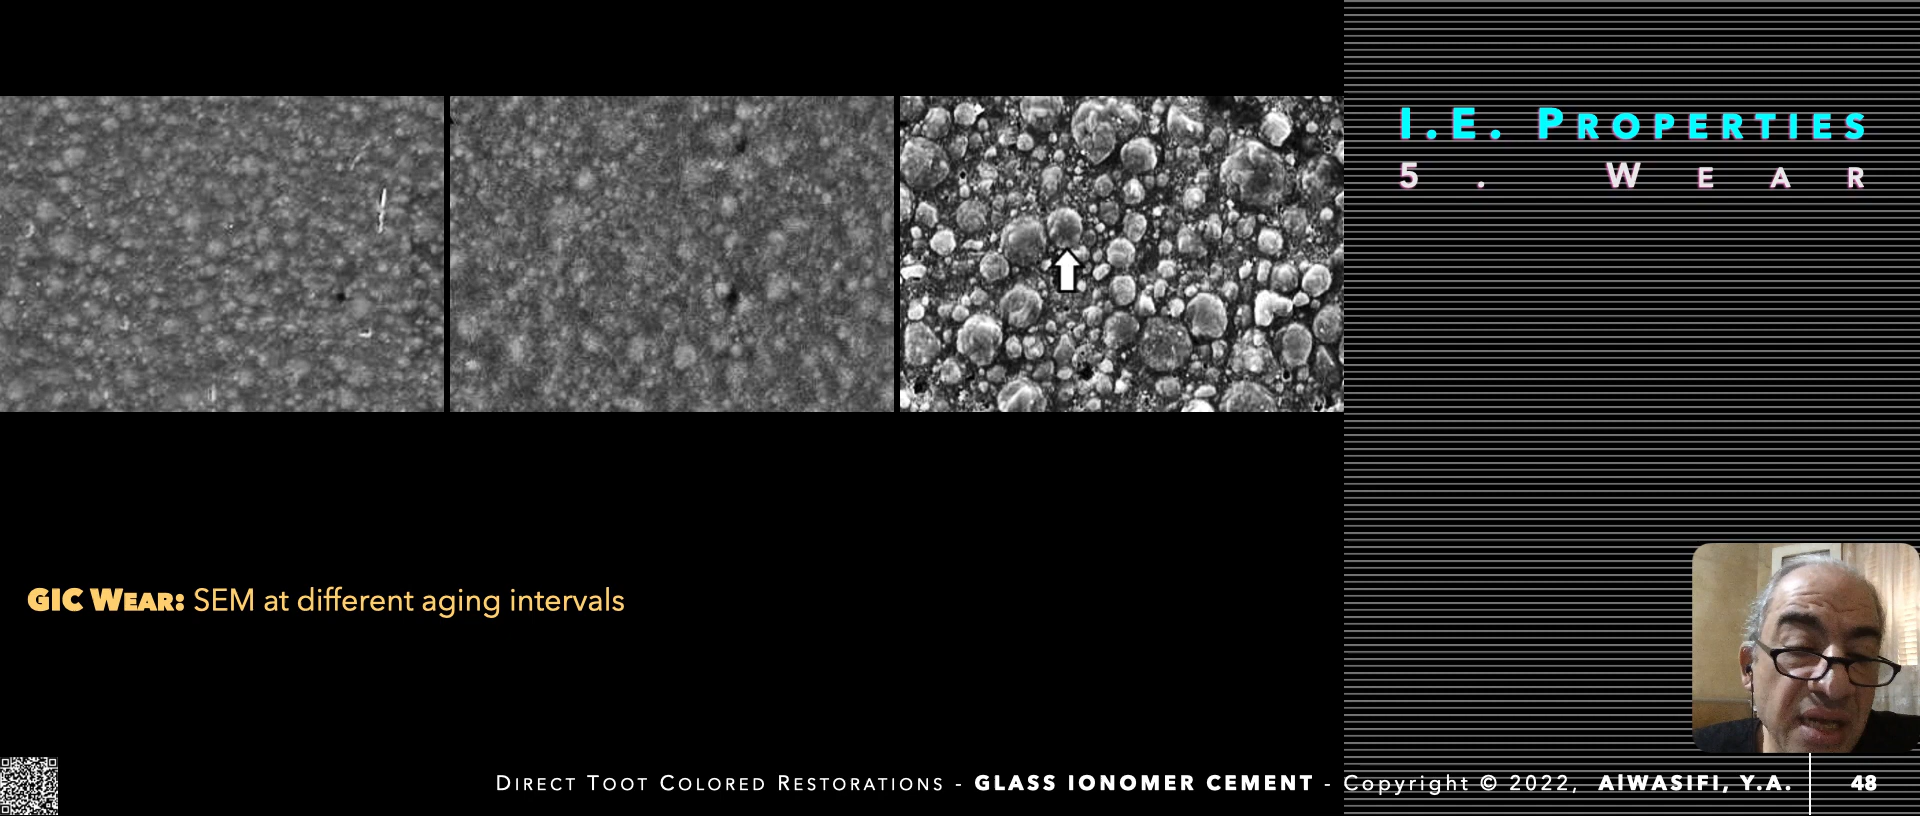 I.E. PROPERTIES
5. WEAR
GIC WEAR: SEM at different aging intervals
DIRECT TOOT COLORED RESTORATIONS - GLASS IONOMER CEMENT - Copyright © 2022, AlWASIFI, Y.A.
48